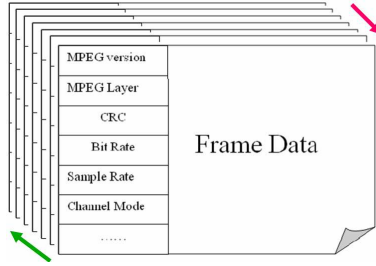 MPEG version
MPEG Layer
CRC
Bit Rate
Sample Rate
Channel Mode
......
Frame Data